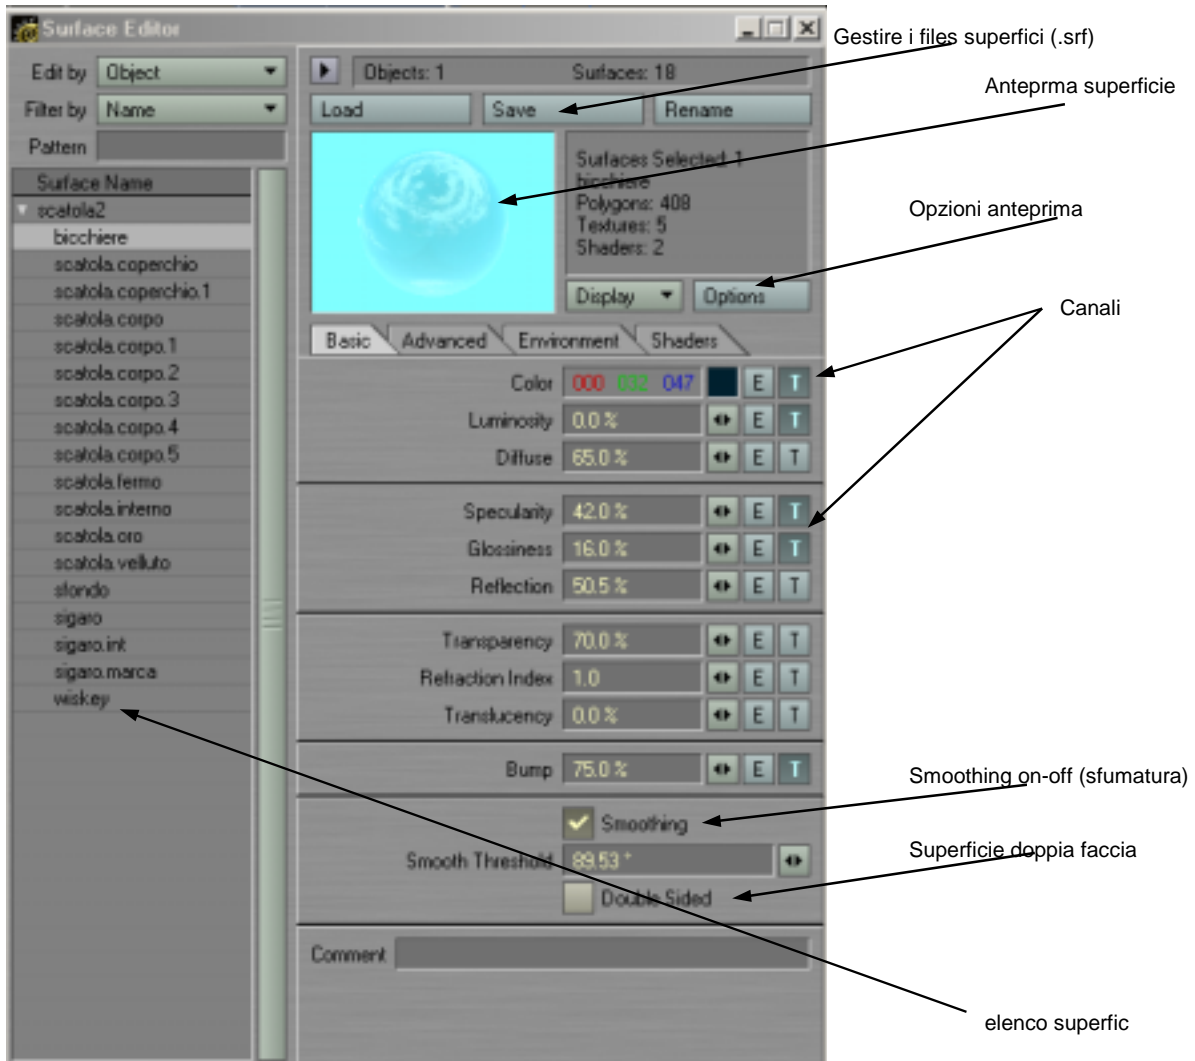 Surface Editor
Edit by Object
Filter by Name
Pattern
Surface Name
scatola2
bicchiere
scatola.coperchio
scatola.coperchio.1
scatola.corpo
scatola.corpo.1
scatola.corpo.2
scatola.corpo.3
scatola.corpo.4
scatola.corpo.5
scatola.fermo
scatola.interno
scatola.oro
scatola.velluto
sfondo
sigaro
sigaro.int
sigaro.marca
wiskey
Objects: 1 Surfaces: 18
Load Save Rename
Surfaces Selected: 1
bicchiere
Polygons: 408
Textures: 5
Shaders: 2
Display Options
Basic Advanced Environment Shaders
Color 000 032 047 E T
Luminosity 0.0 % E T
Diffuse 65.0 % E T
Specularity 42.0 % E T
Glossiness 16.0 % E T
Reflection 50.5 % E T
Transparency 70.0 % E T
Refraction Index 1.0 E T
Translucency 0.0 % E T
Bump 75.0 % E T
Smoothing
Smooth Threshold 89.53 °
Double Sided
Comment
Gestire i files superfici (.srf)
Anteprma superficie
Opzioni anteprima
Canali
Smoothing on-off (sfumatura)
Superficie doppia faccia
elenco superfic